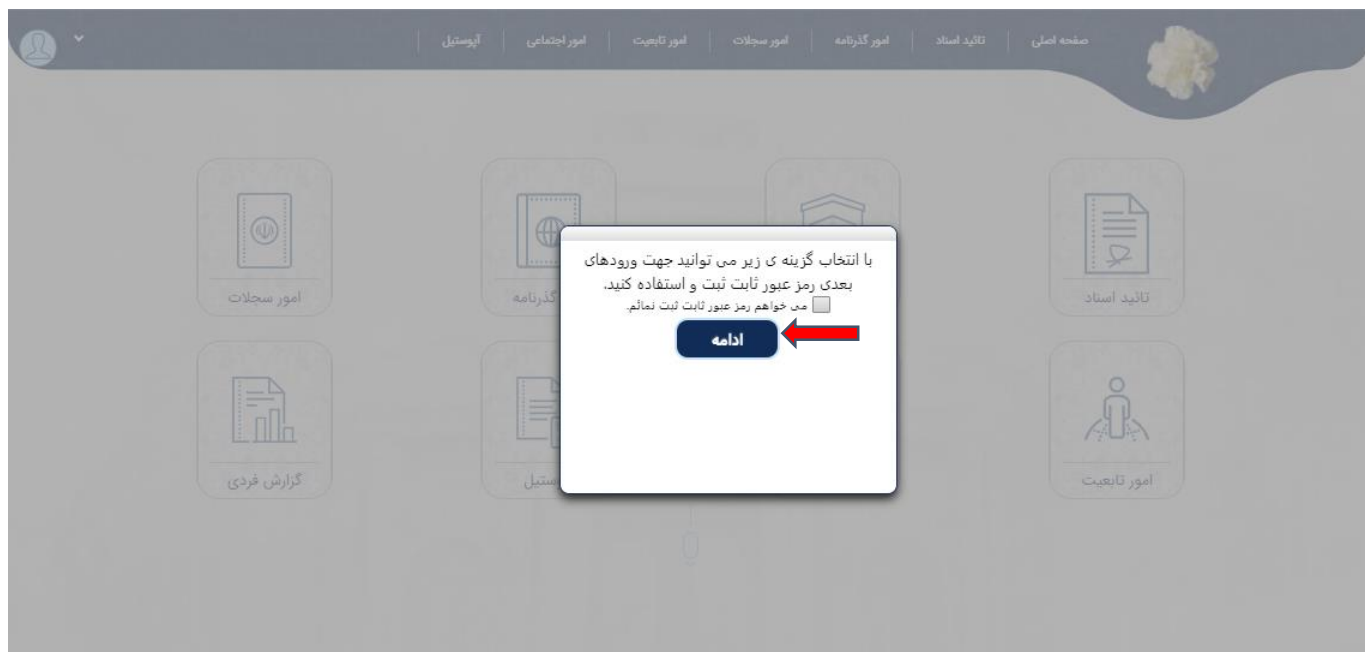 صفحه اصلی
تائید اسناد
امور گذرنامه
امور سجلات
امور تابعیت
امور اجتماعی
آپوستیل
با انتخاب گزینه ی زیر می توانید جهت ورودهای
بعدی رمز عبور ثابت ثبت و استفاده کنید.
می خواهم رمز عبور ثابت ثبت نمائم.
ادامه
تائید اسناد
گذرنامه
امور سجلات
امور تابعیت
گزارش فردی